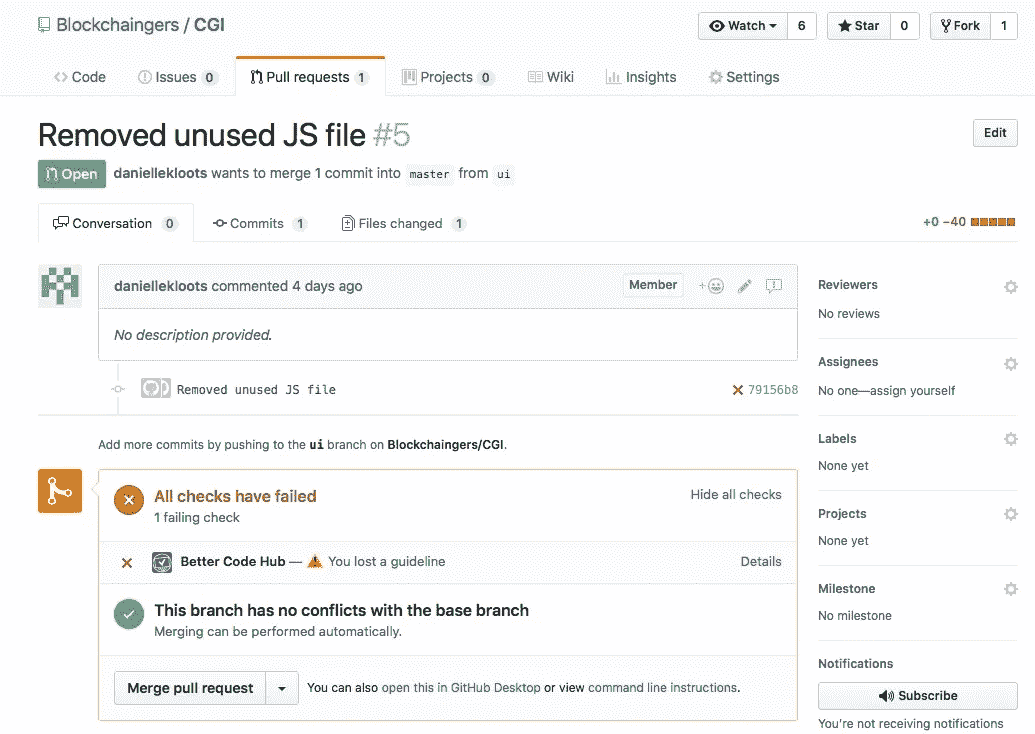 Blockchaingers / CGI
Watch 6 Star 0 Fork 1
Code Issues 0 Pull requests 1 Projects 0 Wiki Insights Settings
Removed unused JS file #5
Edit
Open daniellekloots wants to merge 1 commit into master from ui
Conversation 0 Commits 1 Files changed 1 +0 −40
daniellekloots commented 4 days ago Member
No description provided.
Removed unused JS file 79156b8
Add more commits by pushing to the ui branch on Blockchaingers/CGI.
All checks have failed Hide all checks
1 failing check
Better Code Hub — You lost a guideline Details
This branch has no conflicts with the base branch
Merging can be performed automatically.
Merge pull request You can also open this in GitHub Desktop or view command line instructions.
Reviewers
No reviews
Assignees
No one—assign yourself
Labels
None yet
Projects
None yet
Milestone
No milestone
Notifications
Subscribe
You're not receiving notifications